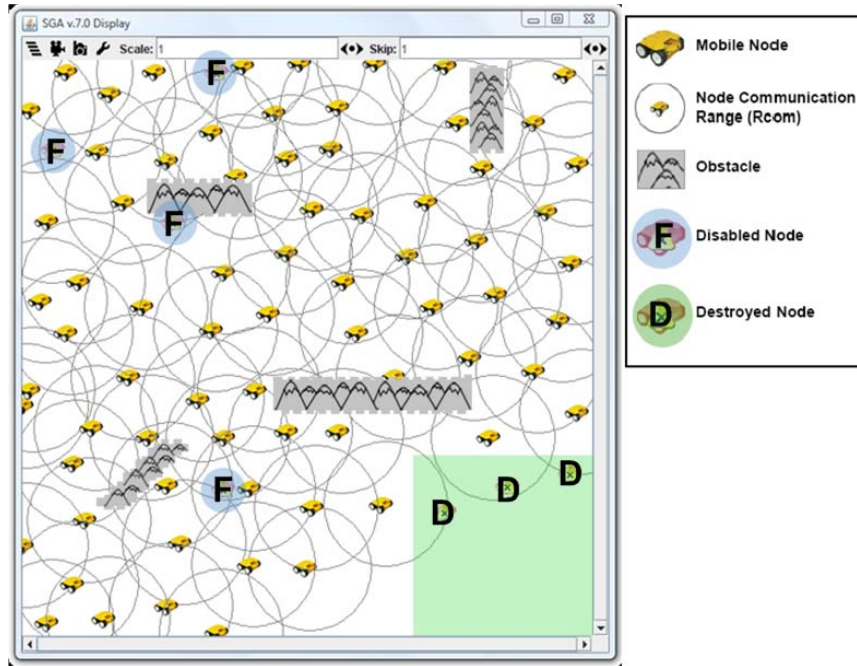 SGA v.7.0 Display
Scale: 1
Skip: 1
F
F
F
F
D
D
D
Mobile Node
Node Communication
Range (Rcom)
Obstacle
F
Disabled Node
D
Destroyed Node